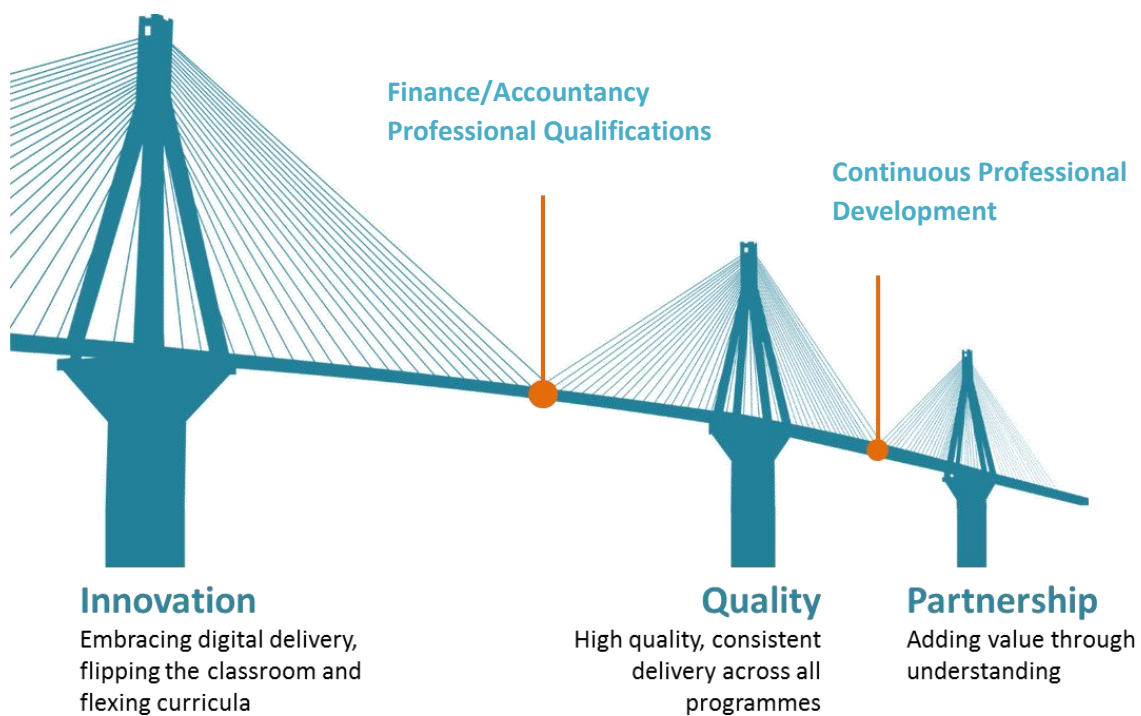 Finance/Accountancy
Professional Qualifications
Continuous Professional
Development
Innovation
Embracing digital delivery,
flipping the classroom and
flexing curricula
Quality
High quality, consistent
delivery across all
programmes
Partnership
Adding value through
understanding